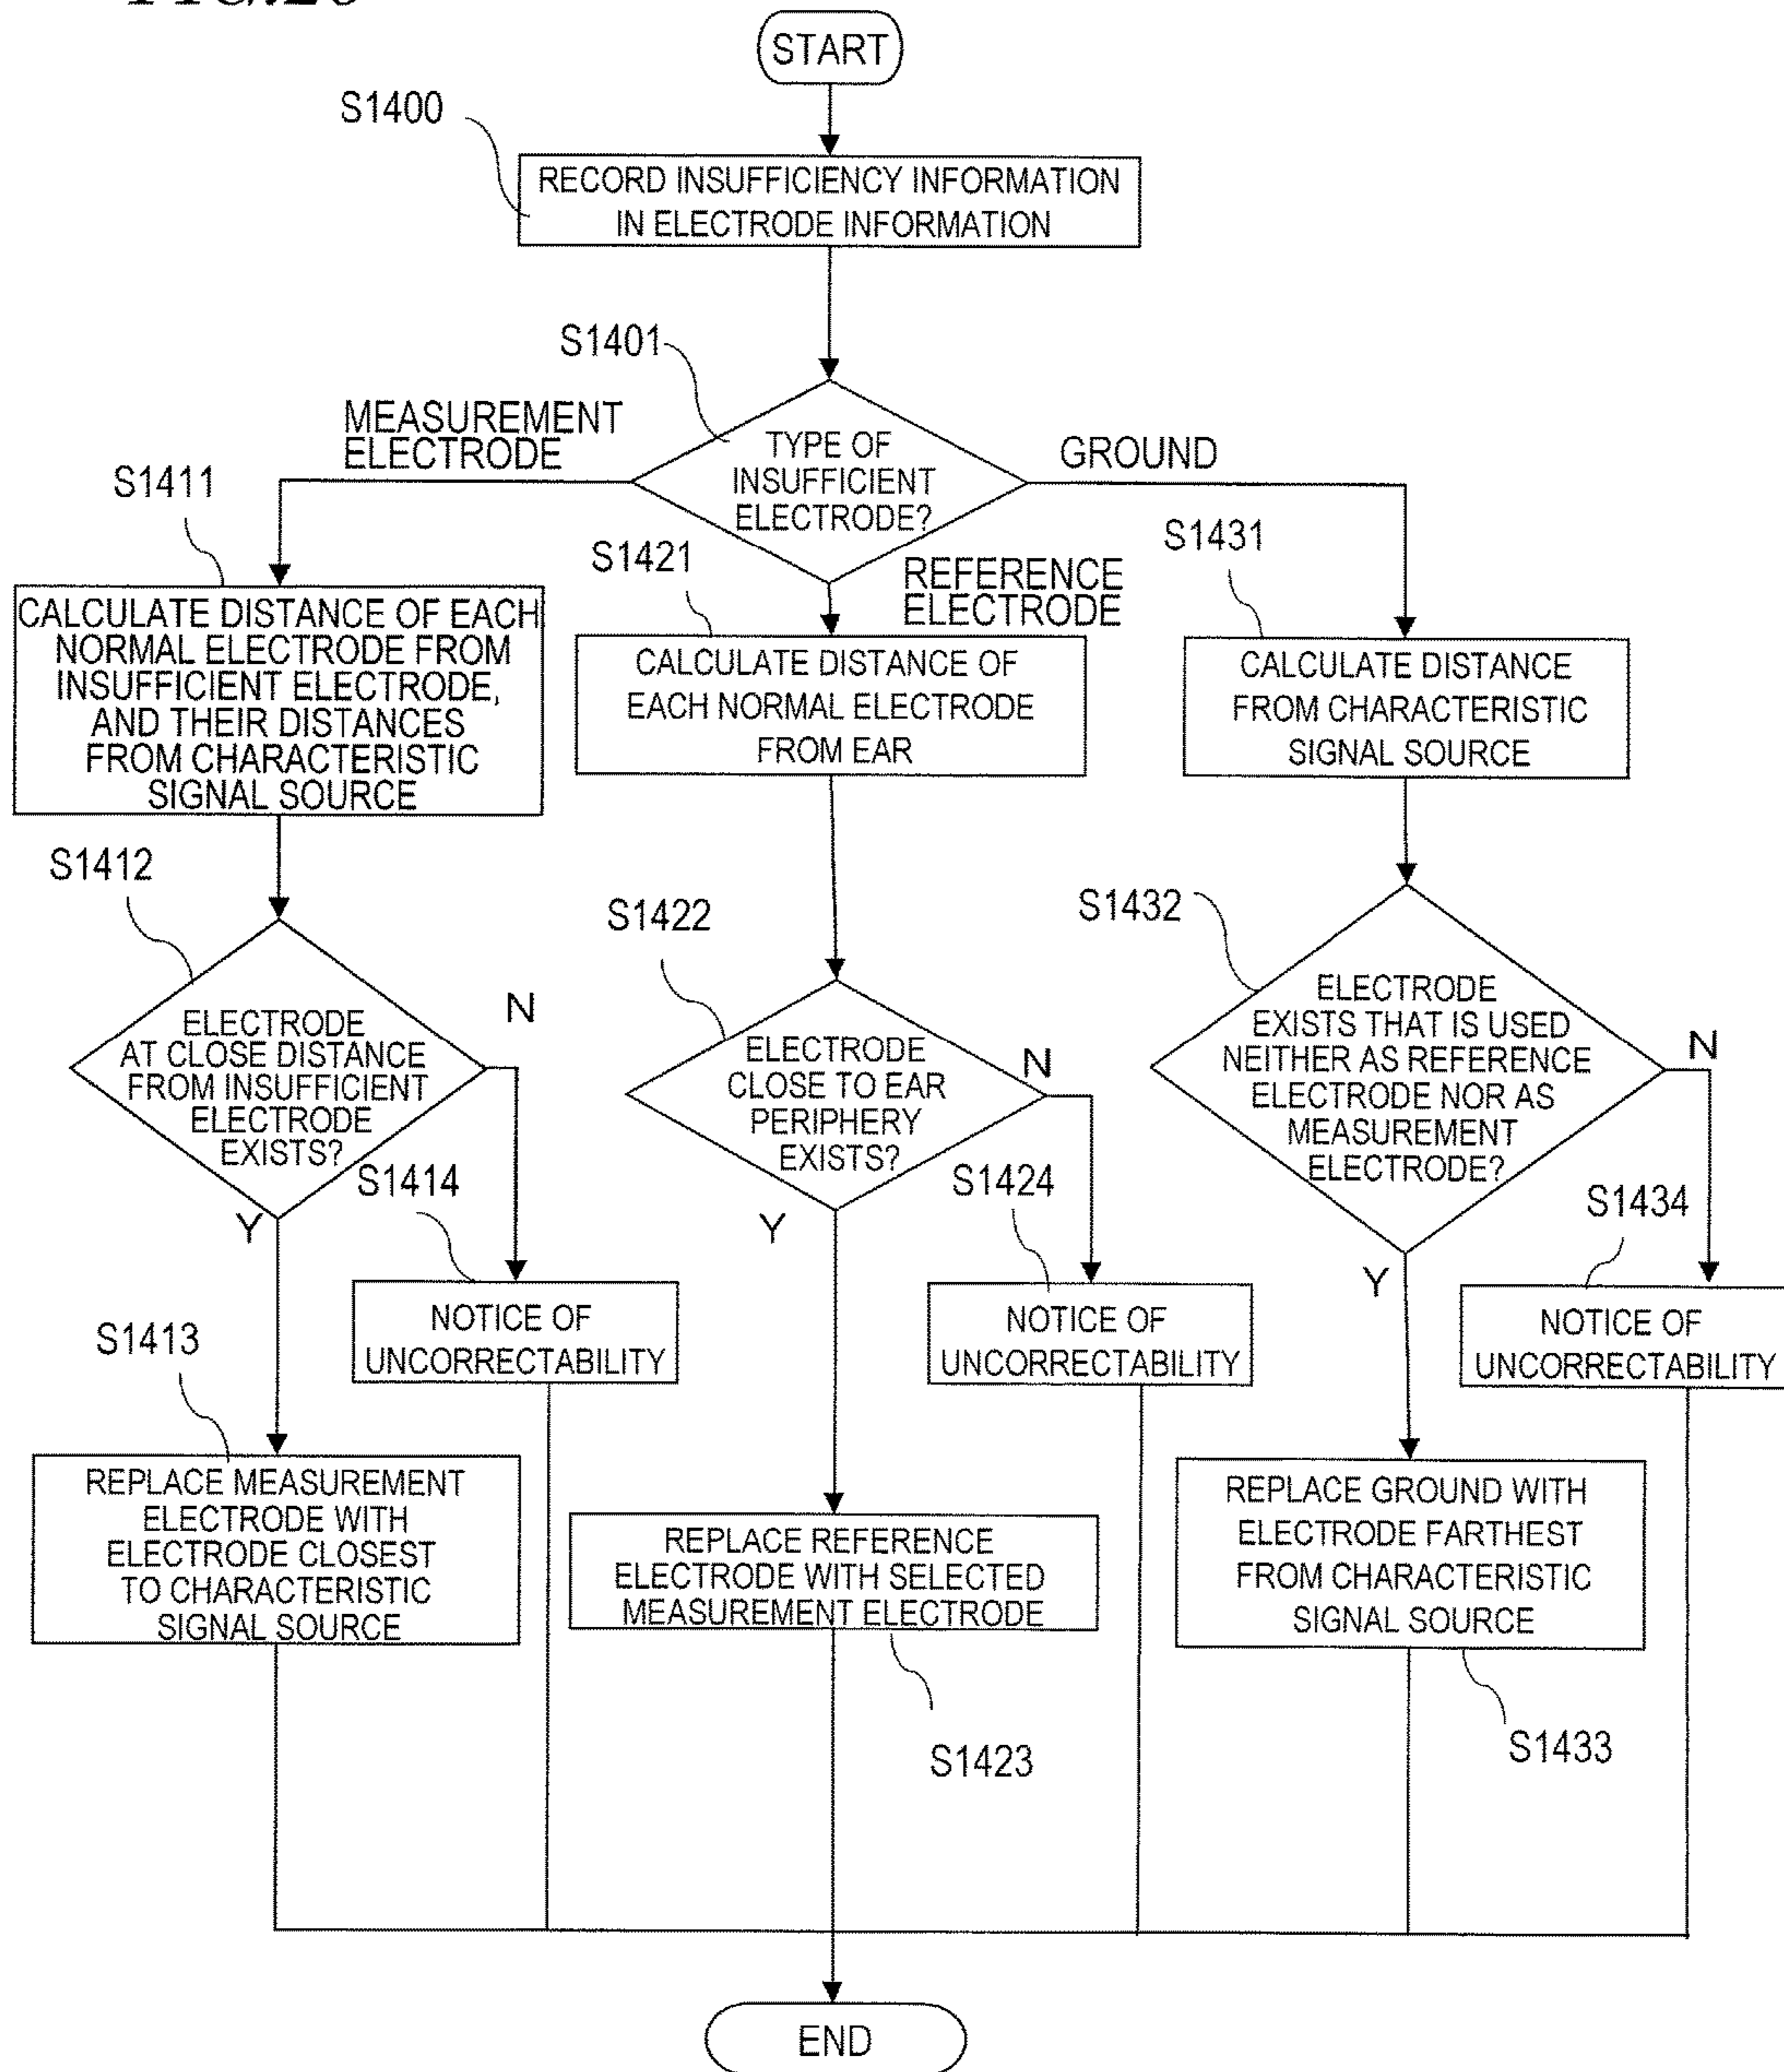 START
S1400
RECORD INSUFFICIENCY INFORMATION
IN ELECTRODE INFORMATION
S1401
TYPE OF
INSUFFICIENT
ELECTRODE?
MEASUREMENT
ELECTRODE
GROUND
REFERENCE
ELECTRODE
S1411
CALCULATE DISTANCE OF EACH
NORMAL ELECTRODE FROM
INSUFFICIENT ELECTRODE,
AND THEIR DISTANCES
FROM CHARACTERISTIC
SIGNAL SOURCE
S1421
CALCULATE DISTANCE OF
EACH NORMAL ELECTRODE
FROM EAR
S1431
CALCULATE DISTANCE
FROM CHARACTERISTIC
SIGNAL SOURCE
S1412
ELECTRODE
AT CLOSE DISTANCE
FROM INSUFFICIENT
ELECTRODE
EXISTS?
N
Y
S1422
ELECTRODE
CLOSE TO EAR
PERIPHERY
EXISTS?
N
Y
S1432
ELECTRODE
EXISTS THAT IS USED
NEITHER AS REFERENCE
ELECTRODE NOR AS
MEASUREMENT
ELECTRODE?
N
Y
S1414
NOTICE OF
UNCORRECTABILITY
S1424
NOTICE OF
UNCORRECTABILITY
S1434
NOTICE OF
UNCORRECTABILITY
S1413
REPLACE MEASUREMENT
ELECTRODE WITH
ELECTRODE CLOSEST
TO CHARACTERISTIC
SIGNAL SOURCE
REPLACE REFERENCE
ELECTRODE WITH SELECTED
MEASUREMENT ELECTRODE
S1423
REPLACE GROUND WITH
ELECTRODE FARTHEST
FROM CHARACTERISTIC
SIGNAL SOURCE
S1433
END